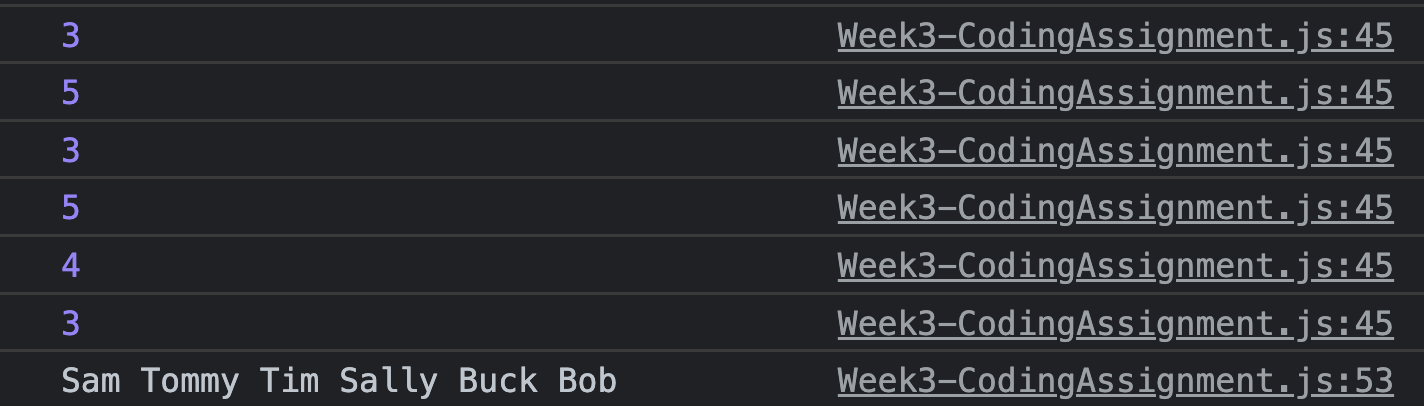 3 Week3-CodingAssignment.js:45
5 Week3-CodingAssignment.js:45
3 Week3-CodingAssignment.js:45
5 Week3-CodingAssignment.js:45
4 Week3-CodingAssignment.js:45
3 Week3-CodingAssignment.js:45
Sam Tommy Tim Sally Buck Bob Week3-CodingAssignment.js:53